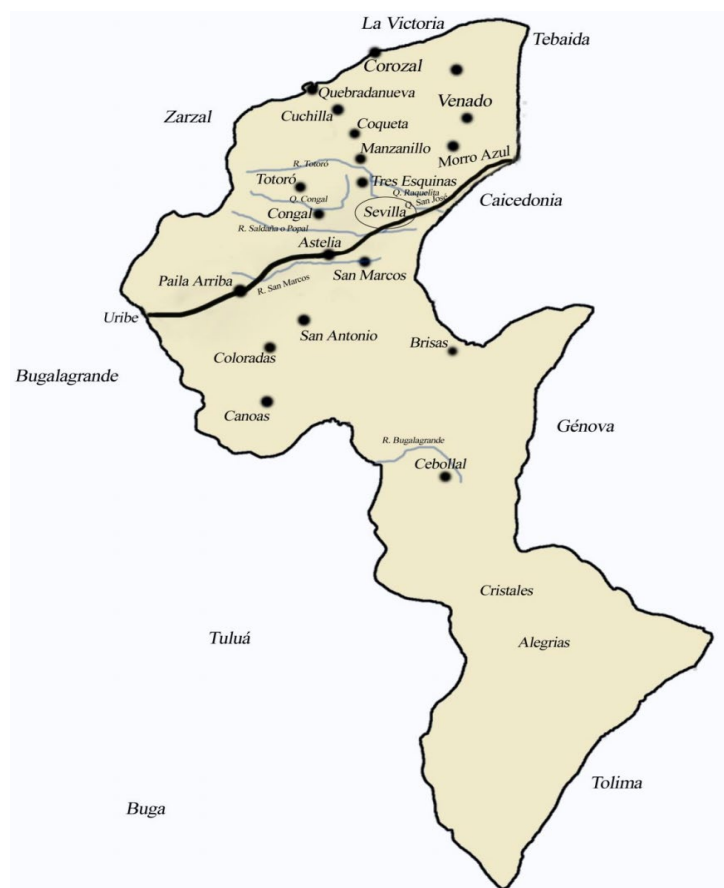 La Victoria
Tebaida
Corozal
Quebradanueva
Venado
Zarzal
Cuchilla
Coqueta
Manzanillo
Morro Azul
R. Totoró
Totoró
Tres Esquinas
Q. Raquelita
Q. San José
Q. Congal
Caicedonia
Congal
Sevilla
R. Saldaña o Popal
Astelia
San Marcos
Paila Arriba
R. San Marcos
Uribe
San Antonio
Brisas
Coloradas
Bugalagrande
Canoas
Génova
R. Bugalagrande
Cebollal
Cristales
Tuluá
Alegrias
Tolima
Buga